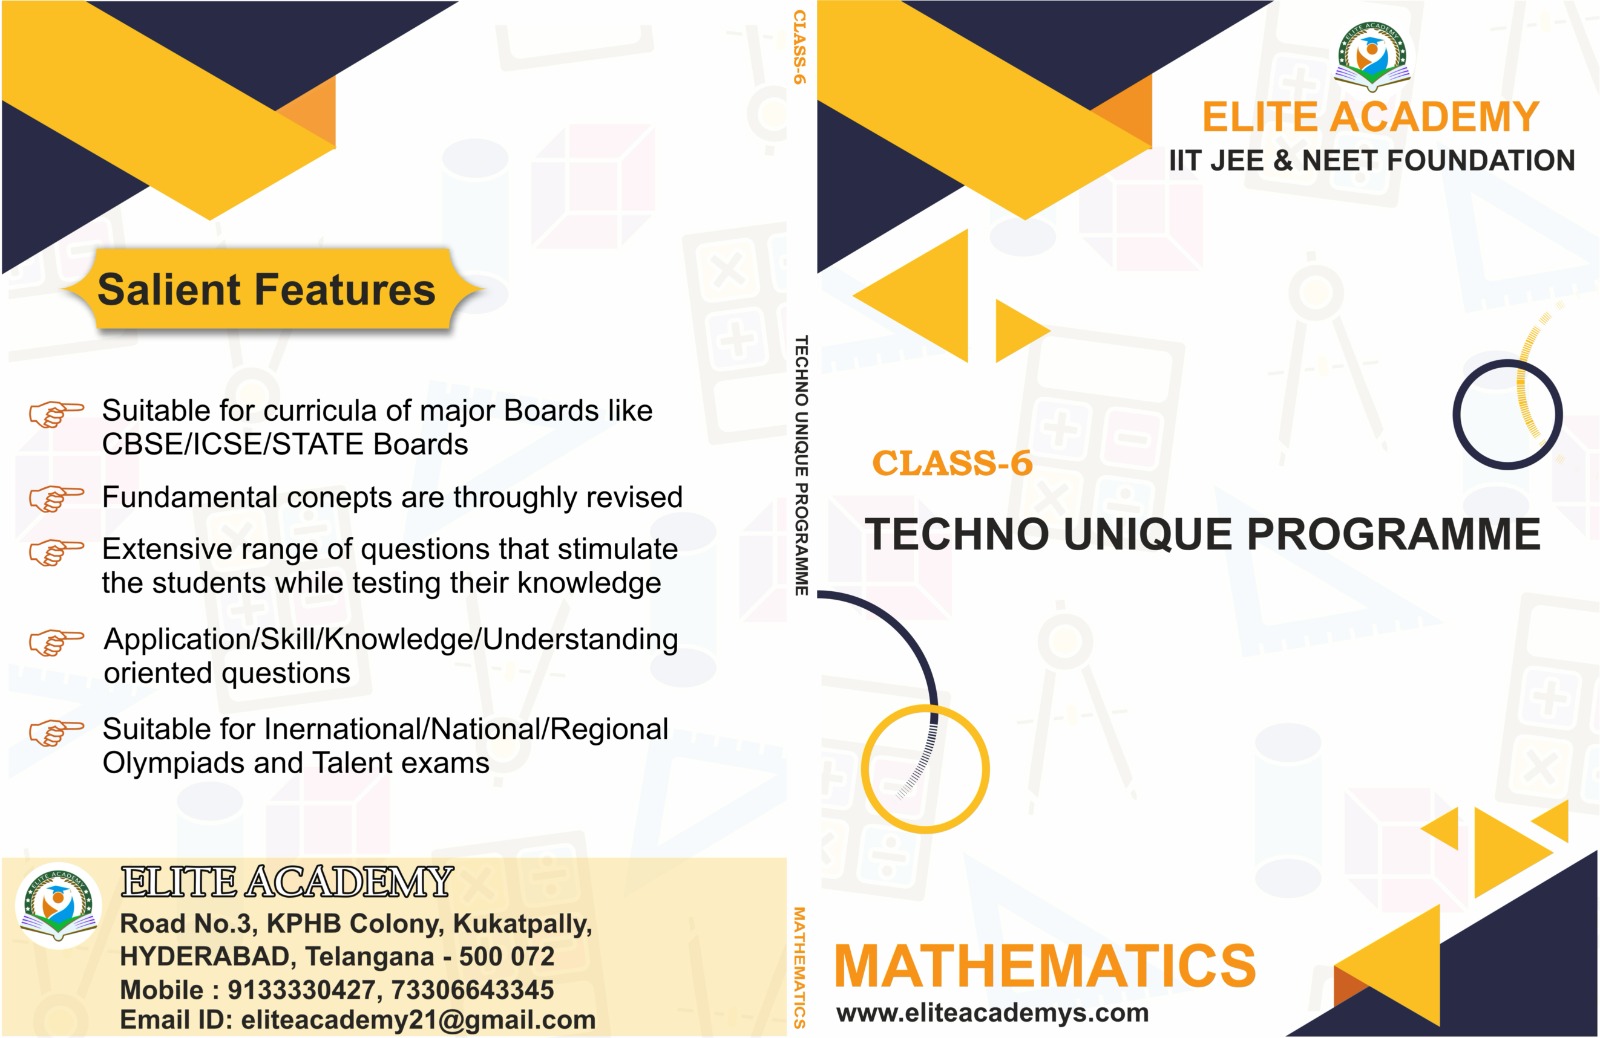 Salient Features
Suitable for curricula of major Boards like
CBSE/ICSE/STATE Boards
Fundamental conepts are throughly revised
Extensive range of questions that stimulate
the students while testing their knowledge
Application/Skill/Knowledge/Understanding
oriented questions
Suitable for Inernational/National/Regional
Olympiads and Talent exams
ELITE ACADEMY
ELITE ACADEMY
Road No.3, KPHB Colony, Kukatpally,
HYDERABAD, Telangana - 500 072
Mobile : 9133330427, 73306643345
Email ID: eliteacademy21@gmail.com
CLASS-6
TECHNO UNIQUE PROGRAMME
MATHEMATICS
ELITE ACADEMY
ELITE ACADEMY
IIT JEE & NEET FOUNDATION
CLASS-6
TECHNO UNIQUE PROGRAMME
MATHEMATICS
www.eliteacademys.com